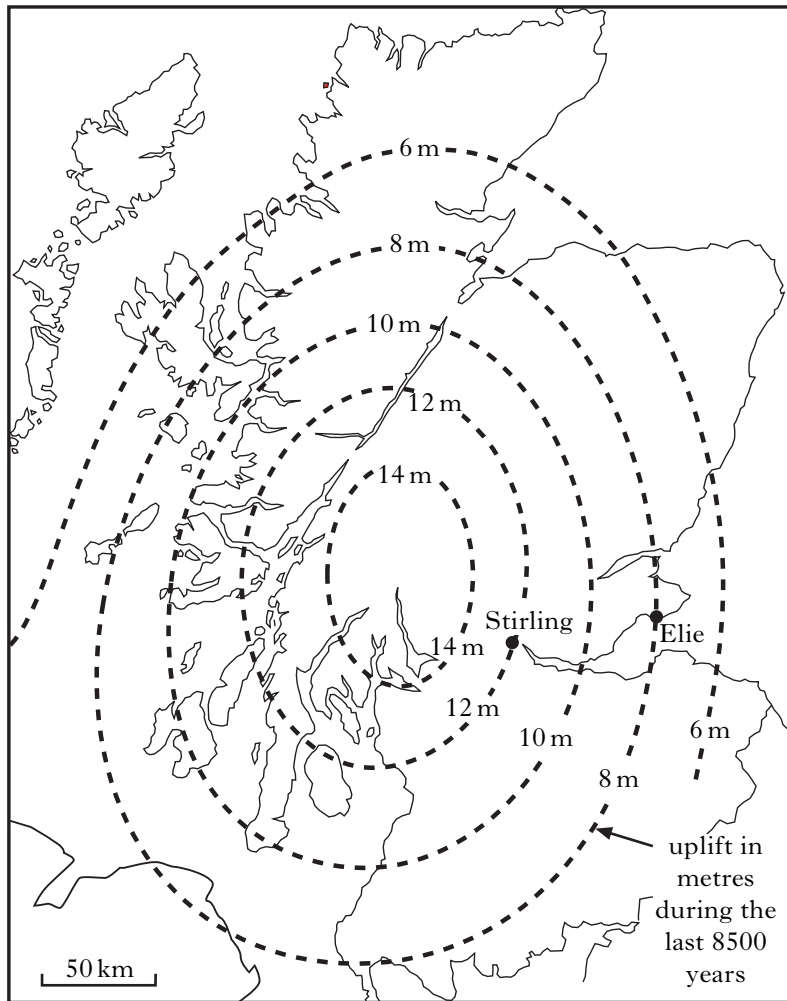 6 m
8 m
10 m
12 m
14 m
Stirling
Elie
14 m
12 m
10 m
6 m
8 m
uplift in
metres
during the
last 8500
years
50 km